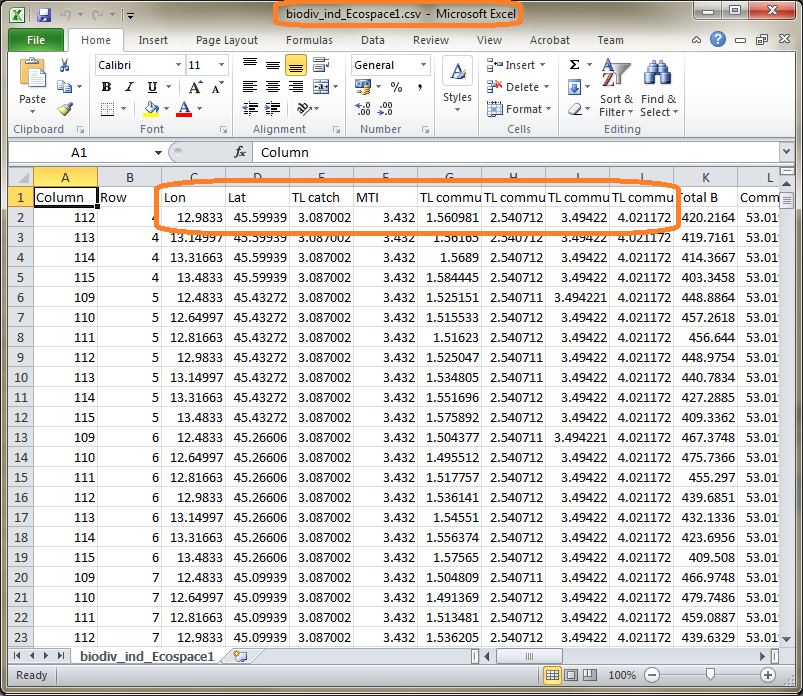 biodiv_ind_Ecospace1.csv - Microsoft Excel
File Home Insert Page Layout Formulas Data Review View Acrobat Team
Calibri 11 General Insert Σ
Paste B I U A A % , Styles Delete Sort & Filter Find & Select
Format
Clipboard Font Alignment Number Cells Editing
A1 fx Column
A B C D E F G H I J K L
1 Column Row Lon Lat TL catch MTI TL commu TL commu TL commu TL commu Total B Comm
2 112 4 12.9833 45.59939 3.087002 3.432 1.560981 2.540712 3.49422 4.021172 420.2164 53.019
3 113 4 13.14997 45.59939 3.087002 3.432 1.56165 2.540712 3.49422 4.021172 419.7161 53.019
4 114 4 13.31663 45.59939 3.087002 3.432 1.5689 2.540712 3.49422 4.021172 414.3667 53.019
5 115 4 13.4833 45.59939 3.087002 3.432 1.584445 2.540712 3.49422 4.021172 403.3458 53.019
6 109 5 12.4833 45.43272 3.087002 3.432 1.525151 2.540711 3.494221 4.021172 448.8864 53.019
7 110 5 12.64997 45.43272 3.087002 3.432 1.515533 2.540712 3.49422 4.021172 457.2618 53.019
8 111 5 12.81663 45.43272 3.087002 3.432 1.51623 2.540712 3.49422 4.021172 456.644 53.019
9 112 5 12.9833 45.43272 3.087002 3.432 1.525047 2.540711 3.49422 4.021172 448.9754 53.019
10 113 5 13.14997 45.43272 3.087002 3.432 1.534805 2.540711 3.49422 4.021172 440.7834 53.019
11 114 5 13.31663 45.43272 3.087002 3.432 1.551696 2.540712 3.49422 4.021172 427.2885 53.019
12 115 5 13.4833 45.43272 3.087002 3.432 1.575892 2.540712 3.49422 4.021172 409.3362 53.019
13 109 6 12.4833 45.26606 3.087002 3.432 1.504377 2.540711 3.494221 4.021172 467.3748 53.019
14 110 6 12.64997 45.26606 3.087002 3.432 1.495512 2.540712 3.49422 4.021172 475.7366 53.019
15 111 6 12.81663 45.26606 3.087002 3.432 1.517757 2.540712 3.49422 4.021172 455.297 53.019
16 112 6 12.9833 45.26606 3.087002 3.432 1.536141 2.540712 3.49422 4.021172 439.6851 53.019
17 113 6 13.14997 45.26606 3.087002 3.432 1.54551 2.540712 3.49422 4.021172 432.1336 53.019
18 114 6 13.31663 45.26606 3.087002 3.432 1.556374 2.540712 3.49422 4.021172 423.6956 53.019
19 115 6 13.4833 45.26606 3.087002 3.432 1.57565 2.540712 3.49422 4.021172 409.508 53.019
20 109 7 12.4833 45.09939 3.087002 3.432 1.504809 2.540711 3.49422 4.021172 466.9748 53.019
21 110 7 12.64997 45.09939 3.087002 3.432 1.491369 2.540712 3.49422 4.021172 479.7486 53.019
22 111 7 12.81663 45.09939 3.087002 3.432 1.513481 2.540712 3.49422 4.021172 459.0887 53.019
23 112 7 12.9833 45.09939 3.087002 3.432 1.536205 2.540712 3.49422 4.021172 439.6329 53.019
biodiv_ind_Ecospace1
Ready 100%